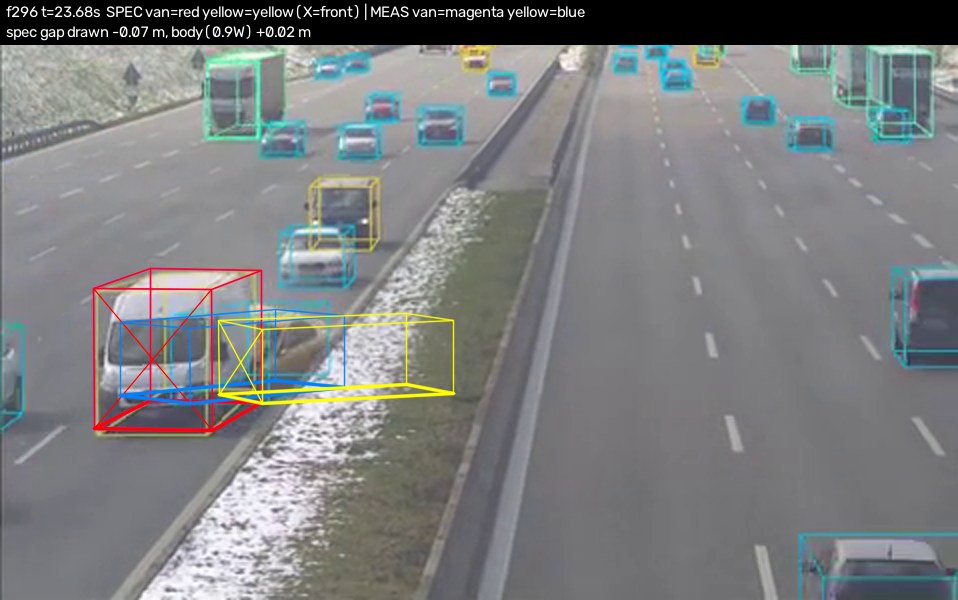 f296 t=23.68s SPEC van=red yellow=yellow (X=front) | MEAS van=magenta yellow=blue
spec gap drawn -0.07 m, body (0.9W) +0.02 m